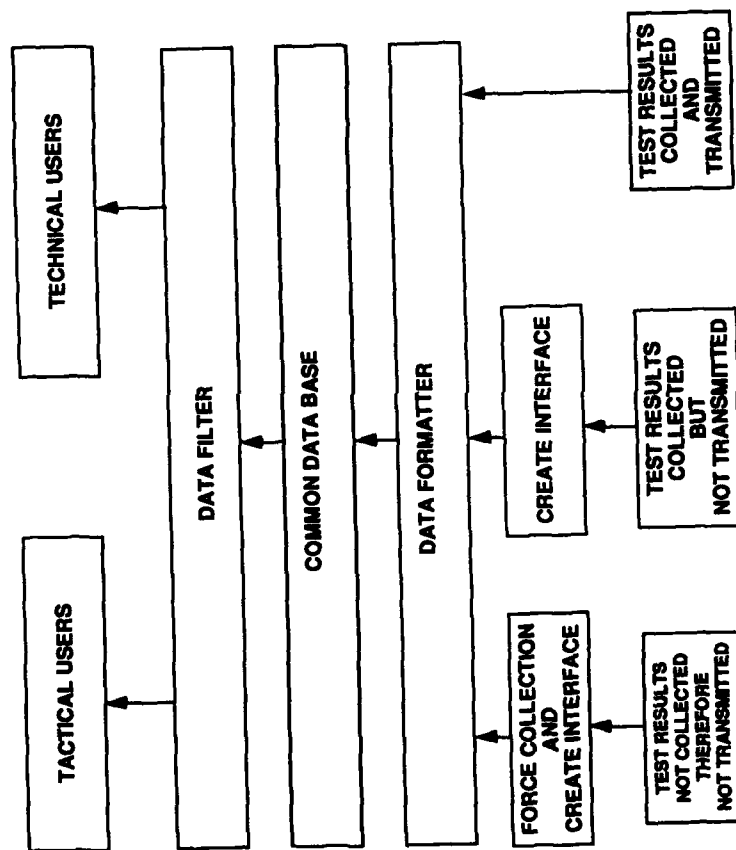 TACTICAL USERS
TECHNICAL USERS
DATA FILTER
COMMON DATA BASE
DATA FORMATTER
FORCE COLLECTION
AND
CREATE INTERFACE
CREATE INTERFACE
TEST RESULTS
NOT COLLECTED
THEREFORE
NOT TRANSMITTED
TEST RESULTS
COLLECTED
BUT
NOT TRANSMITTED
TEST RESULTS
COLLECTED
AND
TRANSMITTED